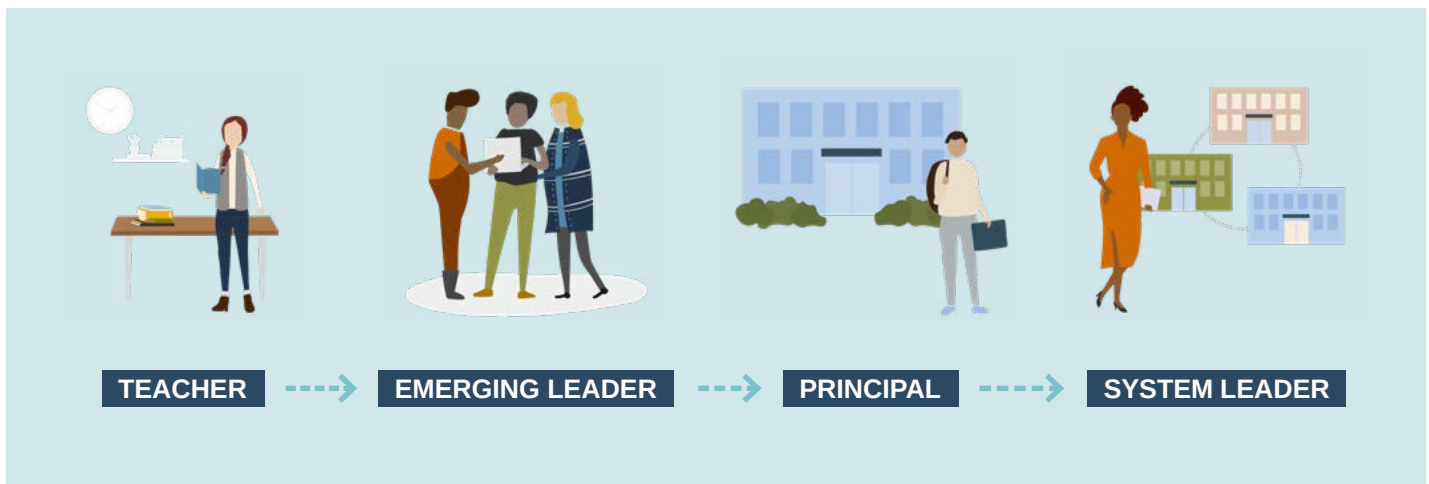 TEACHER
EMERGING LEADER
PRINCIPAL
SYSTEM LEADER